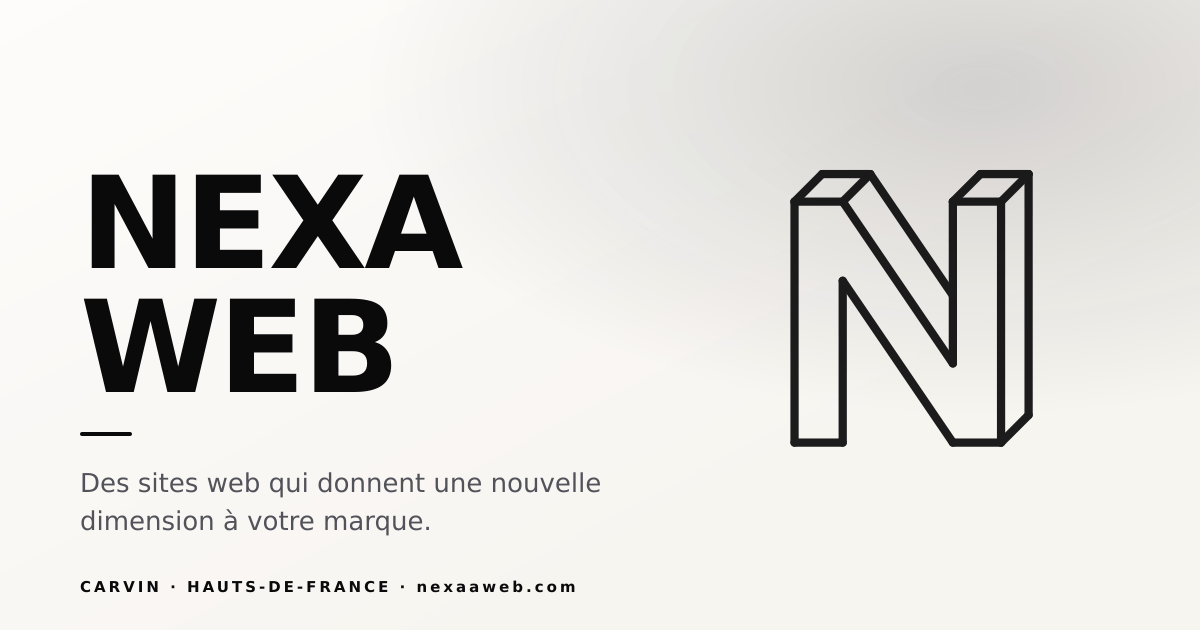 NEXA
WEB
N
Des sites web qui donnent une nouvelle
dimension à votre marque.
CARVIN · HAUTS-DE-FRANCE · nexaaweb.com